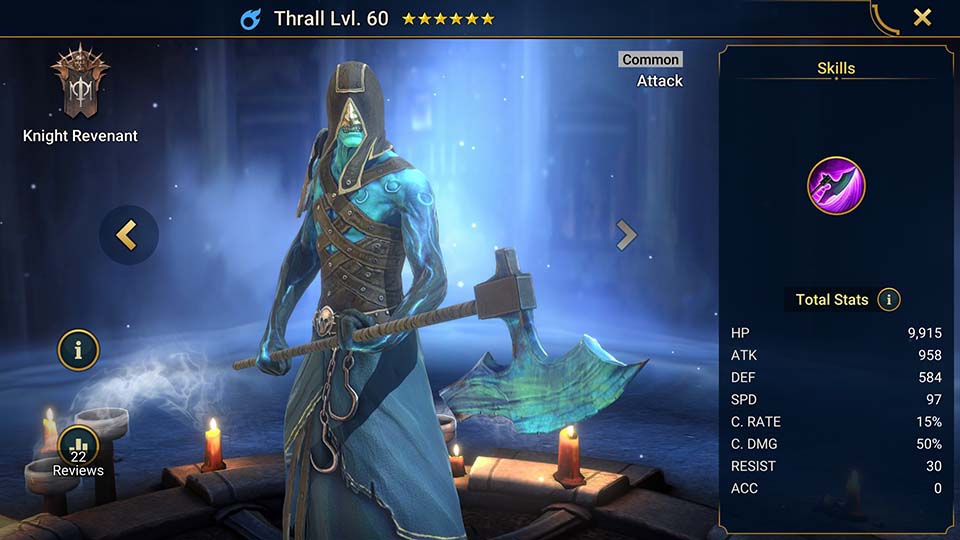 Thrall Lvl. 60
Knight Revenant
Common
Attack
22
Reviews
Skills
Total Stats
HP 9,915
ATK 958
DEF 584
SPD 97
C. RATE 15%
C. DMG 50%
RESIST 30
ACC 0